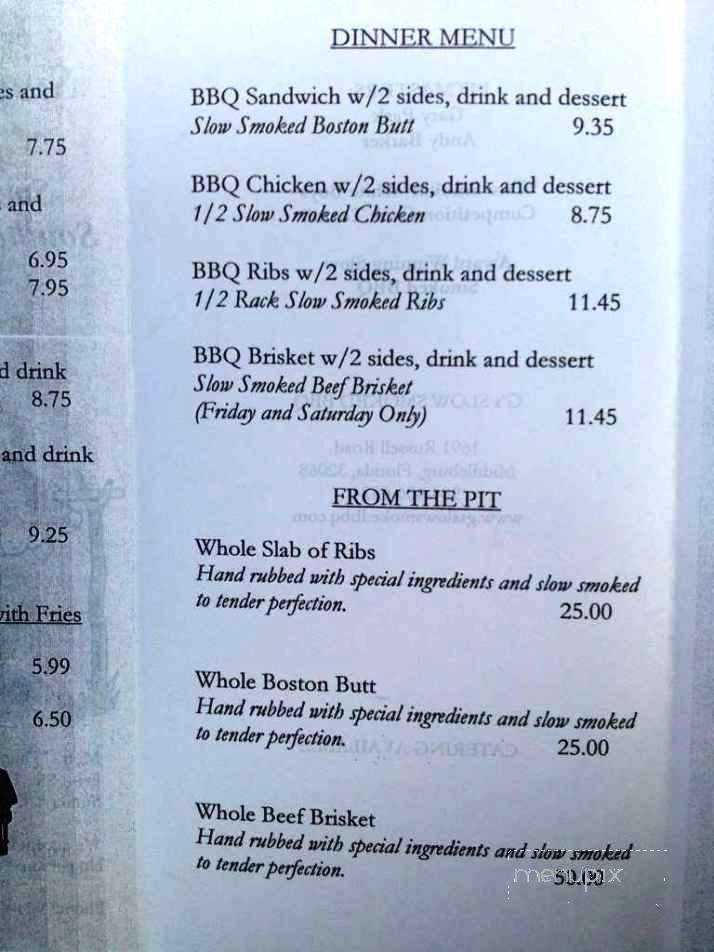 DINNER MENU
BBQ Sandwich w/2 sides, drink and dessert
Slow Smoked Boston Butt 9.35
BBQ Chicken w/2 sides, drink and dessert
1/2 Slow Smoked Chicken 8.75
BBQ Ribs w/2 sides, drink and dessert
1/2 Rack Slow Smoked Ribs 11.45
BBQ Brisket w/2 sides, drink and dessert
Slow Smoked Beef Brisket
(Friday and Saturday Only) 11.45
FROM THE PIT
Whole Slab of Ribs
Hand rubbed with special ingredients and slow smoked
to tender perfection. 25.00
Whole Boston Butt
Hand rubbed with special ingredients and slow smoked
to tender perfection. 25.00
Whole Beef Brisket
Hand rubbed with special ingredients and slow smoked
to tender perfection. 50.00
menupix
and
7.75
and
6.95
7.95
drink
8.75
and drink
9.25
with Fries
5.99
6.50